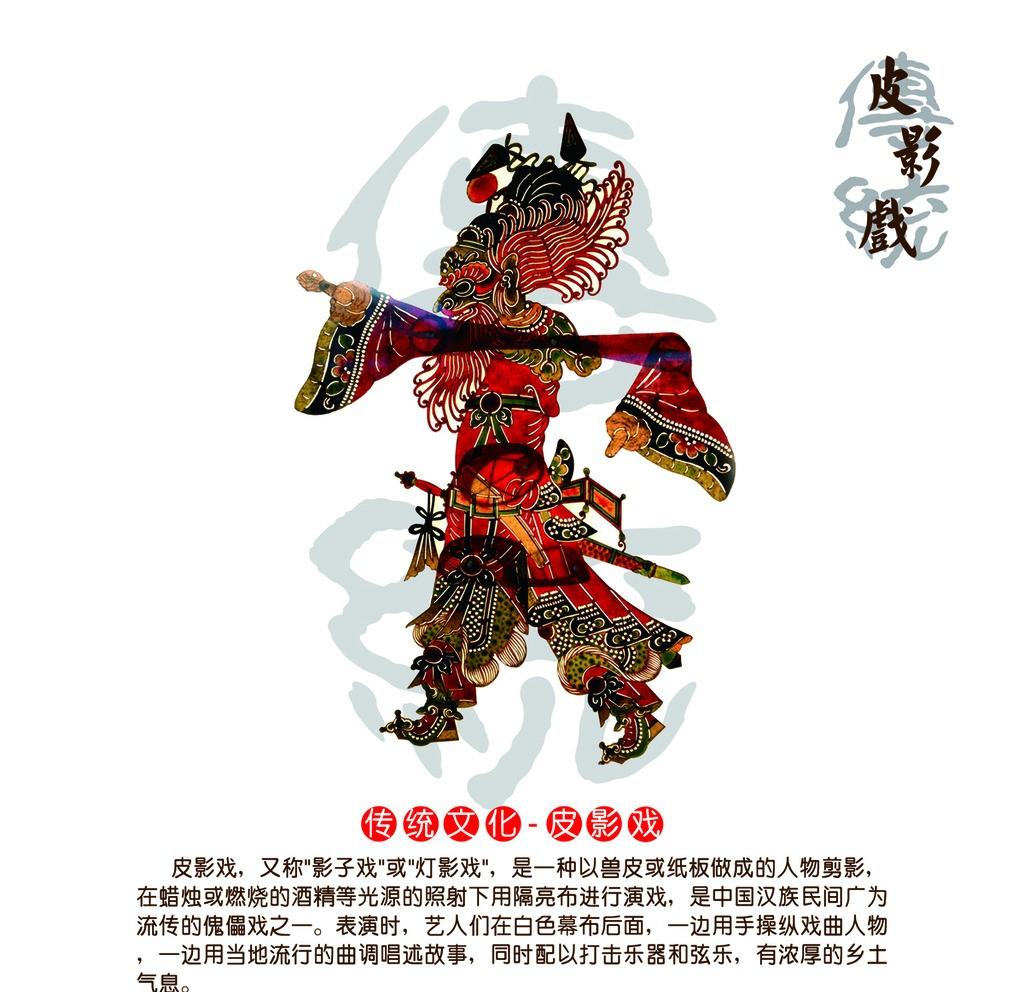 皮影戲
傳統
傳統
传统文化-皮影戏
皮影戏，又称"影子戏"或"灯影戏"，是一种以兽皮或纸板做成的人物剪影，
在蜡烛或燃烧的酒精等光源的照射下用隔亮布进行演戏，是中国汉族民间广为
流传的傀儡戏之一。表演时，艺人们在白色幕布后面，一边用手操纵戏曲人物
，一边用当地流行的曲调唱述故事，同时配以打击乐器和弦乐，有浓厚的乡土
气息。